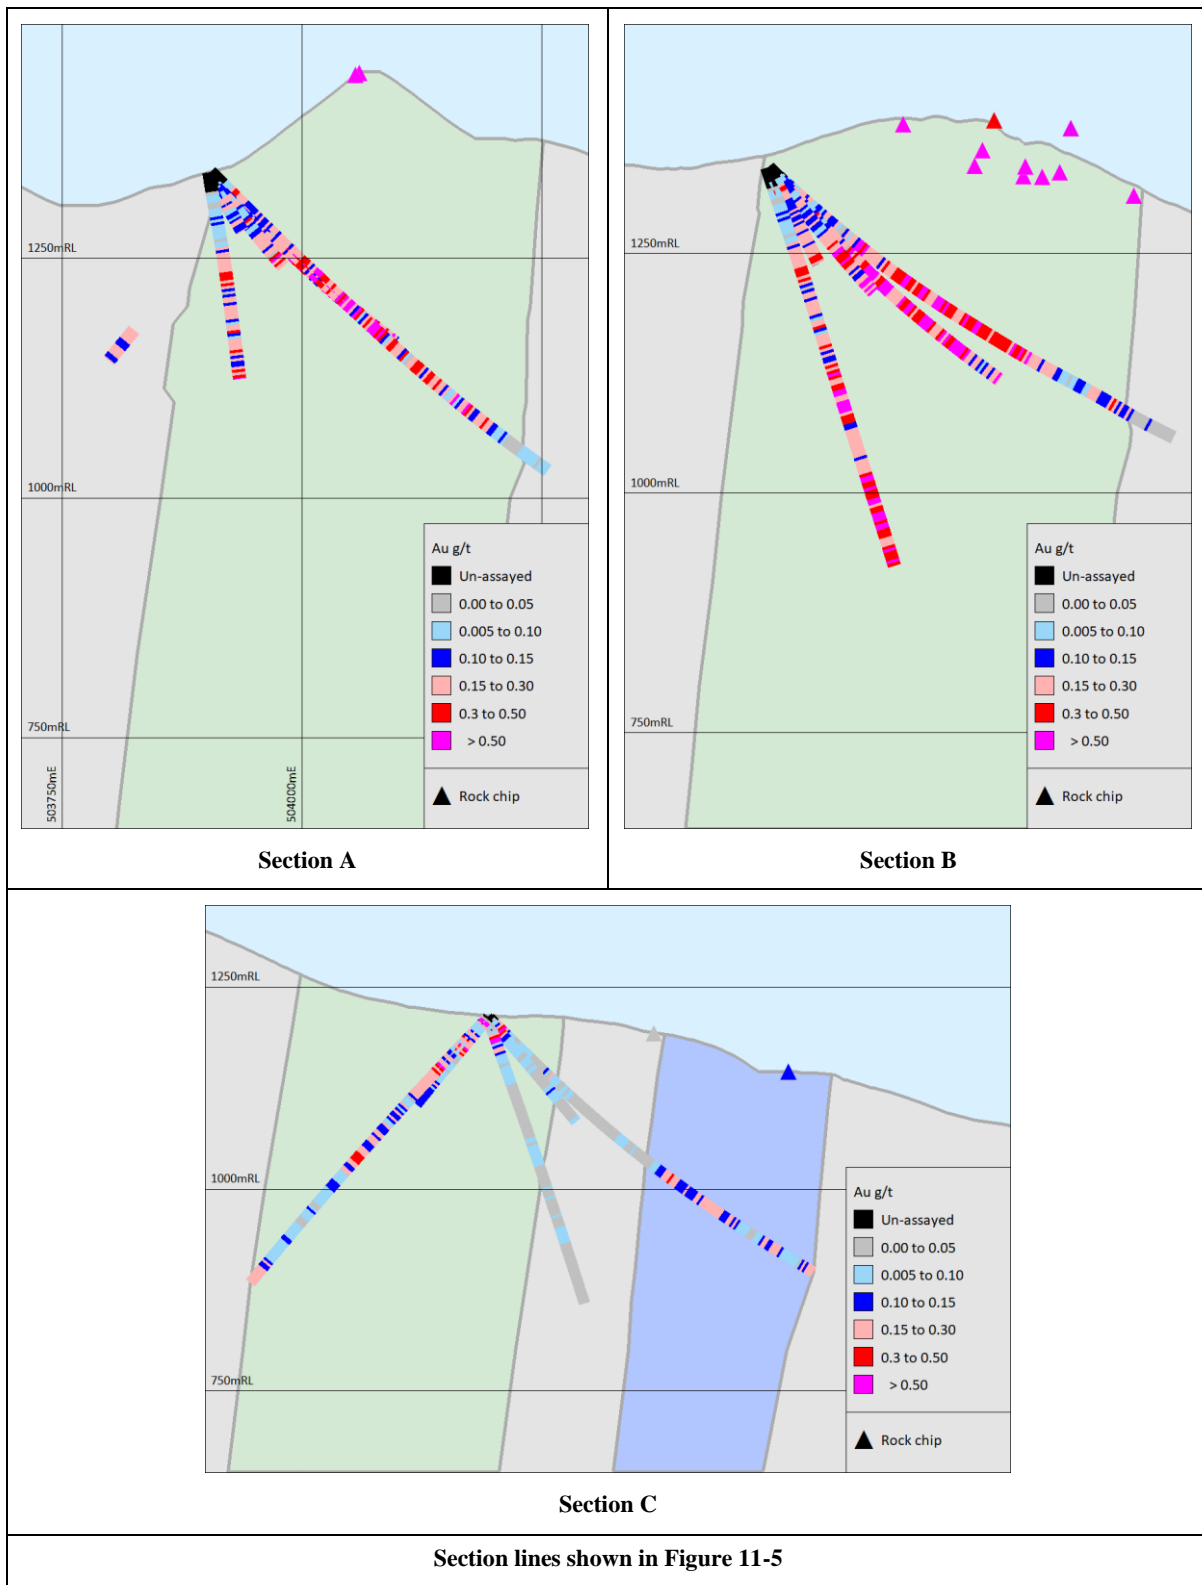 1250mRL
1000mRL
750mRL
503750mE
504000mE
Au g/t
Un-assayed
0.00 to 0.05
0.005 to 0.10
0.10 to 0.15
0.15 to 0.30
0.3 to 0.50
> 0.50
Rock chip
Section A
1250mRL
1000mRL
750mRL
Au g/t
Un-assayed
0.00 to 0.05
0.005 to 0.10
0.10 to 0.15
0.15 to 0.30
0.3 to 0.50
> 0.50
Rock chip
Section B
1250mRL
1000mRL
750mRL
Au g/t
Un-assayed
0.00 to 0.05
0.005 to 0.10
0.10 to 0.15
0.15 to 0.30
0.3 to 0.50
> 0.50
Rock chip
Section C
Section lines shown in Figure 11-5